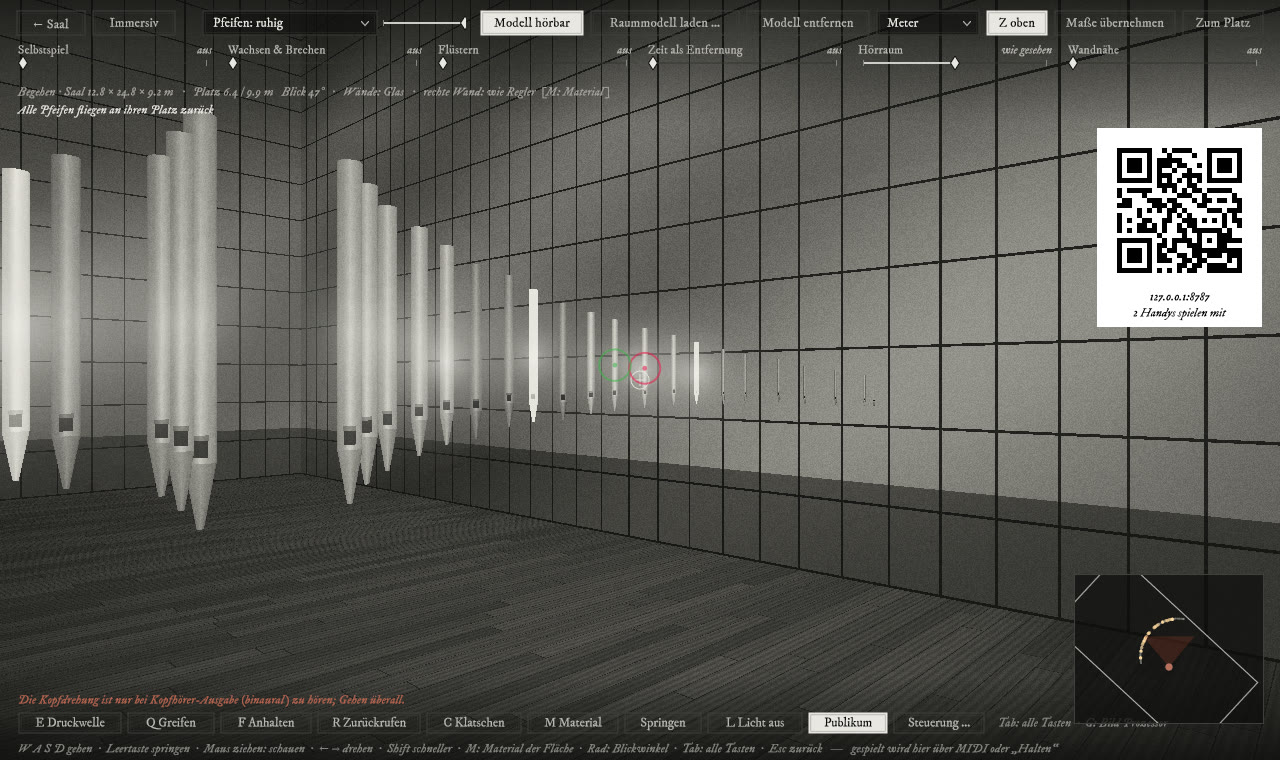 ← Saal
Immersiv
Pfeifen: ruhig
Modell hörbar
Raummodell laden ...
Modell entfernen
Meter
Z oben
Maße übernehmen
Zum Platz
Selbstspiel aus
Wachsen & Brechen aus
Flüstern aus
Zeit als Entfernung aus
Hörraum wie gesehen
Wandnähe aus
Begehen · Saal 12.8 × 24.8 × 9.2 m · Platz 6.4 / 9.9 m Blick 47° · Wände: Glas · rechte Wand: wie Regler [M: Material]
Alle Pfeifen fliegen an ihren Platz zurück
127.0.0.1:8787
2 Handys spielen mit
Die Kopfdrehung ist nur bei Kopfhörer-Ausgabe (binaural) zu hören; Gehen überall.
E Druckwelle
Q Greifen
F Anhalten
R Zurückrufen
C Klatschen
M Material
Springen
L Licht aus
Publikum
Steuerung ...
Tab: alle Tasten · G: Bild-Prozessor
W A S D gehen · Leertaste springen · Maus ziehen: schauen · ← → drehen · Shift schneller · M: Material der Fläche · Rad: Blickwinkel · Tab: alle Tasten · Esc zurück — gespielt wird hier über MIDI oder „Halten“